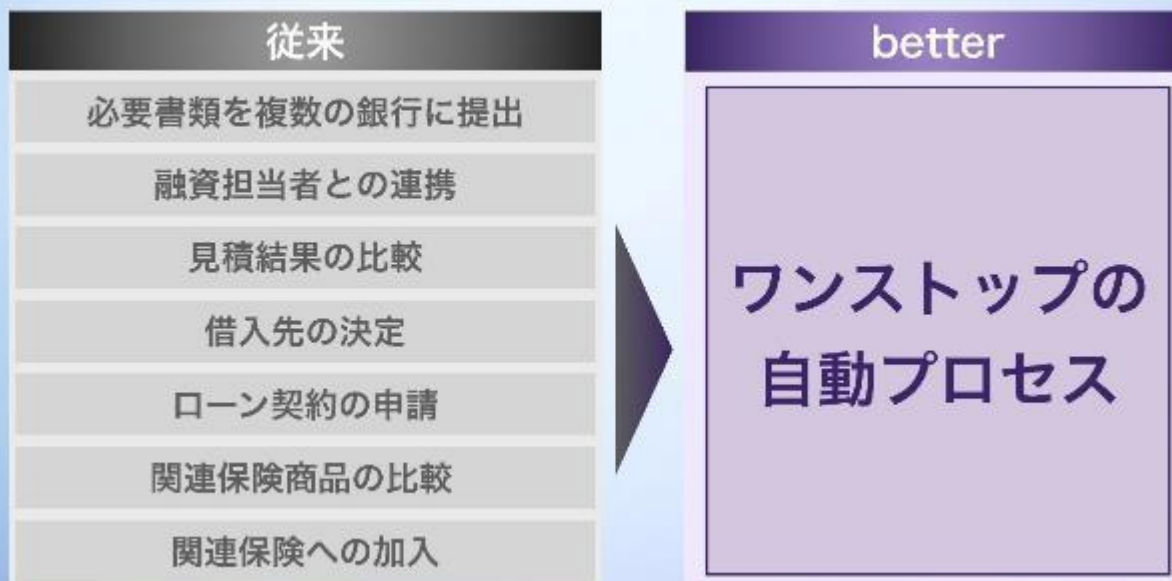 従来
必要書類を複数の銀行に提出
融資担当者との連携
見積結果の比較
借入先の決定
ローン契約の申請
関連保険商品の比較
関連保険への加入
better
ワンストップの
自動プロセス